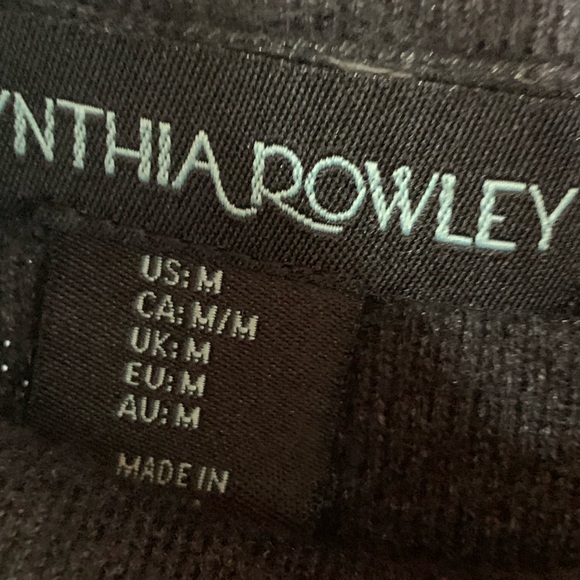 YNTHIA ROWLEY
US: M
CA: M/M
UK: M
EU: M
AU: M
MADE IN